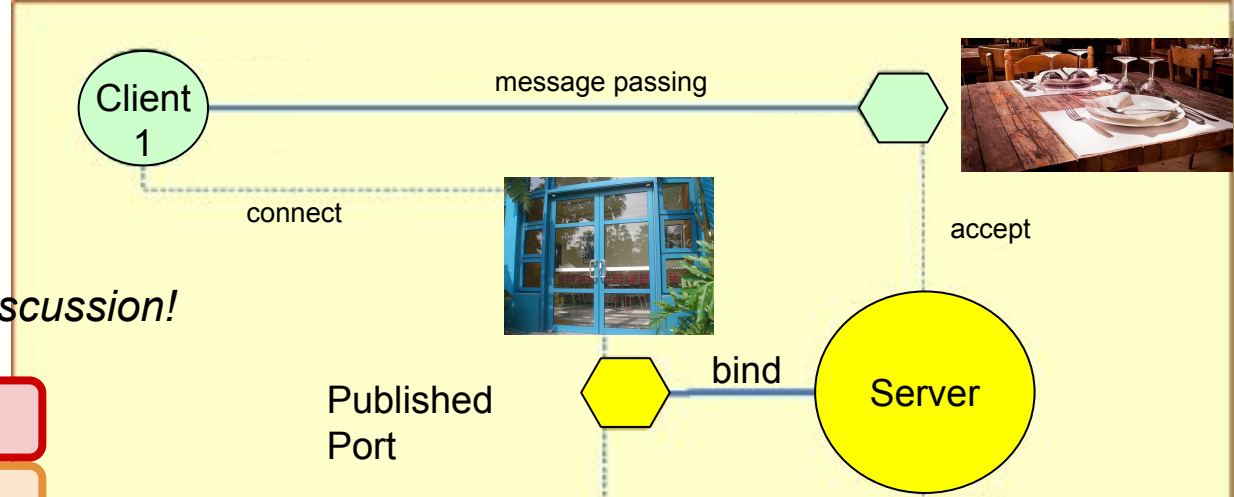 Client
1
message passing
connect
accept
scussion!
Published
Port
bind
Server